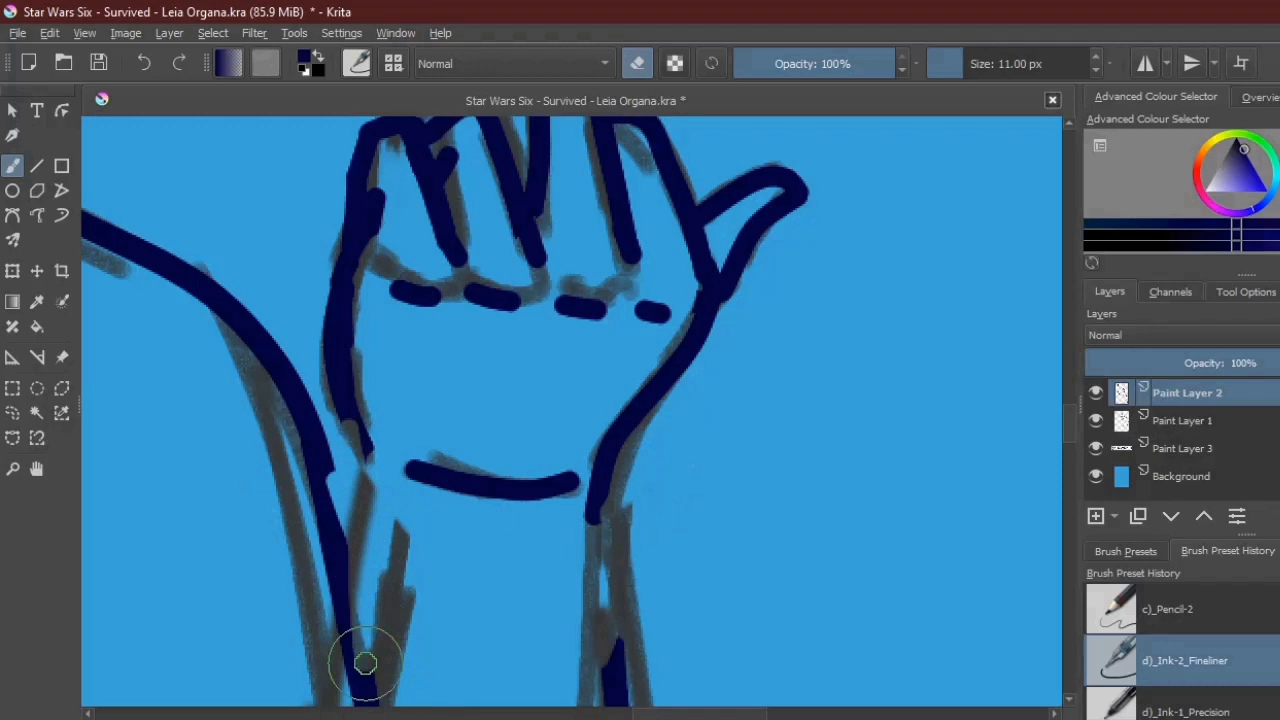 Star Wars Six - Survived - Leia Organa.kra (85.9 MiB) * - Krita
File Edit View Image Layer Select Filter Tools Settings Window Help
Normal Opacity: 100% Size: 11.00 px
Star Wars Six - Survived - Leia Organa.kra *
Advanced Colour Selector Overvie
Advanced Colour Selector
Layers Channels Tool Options
Layers
Normal
Opacity: 100%
Paint Layer 2
Paint Layer 1
Paint Layer 3
Background
Brush Presets Brush Preset History
Brush Preset History
c)_Pencil-2
d)_Ink-2_Fineliner
d)_Ink-1_Precision